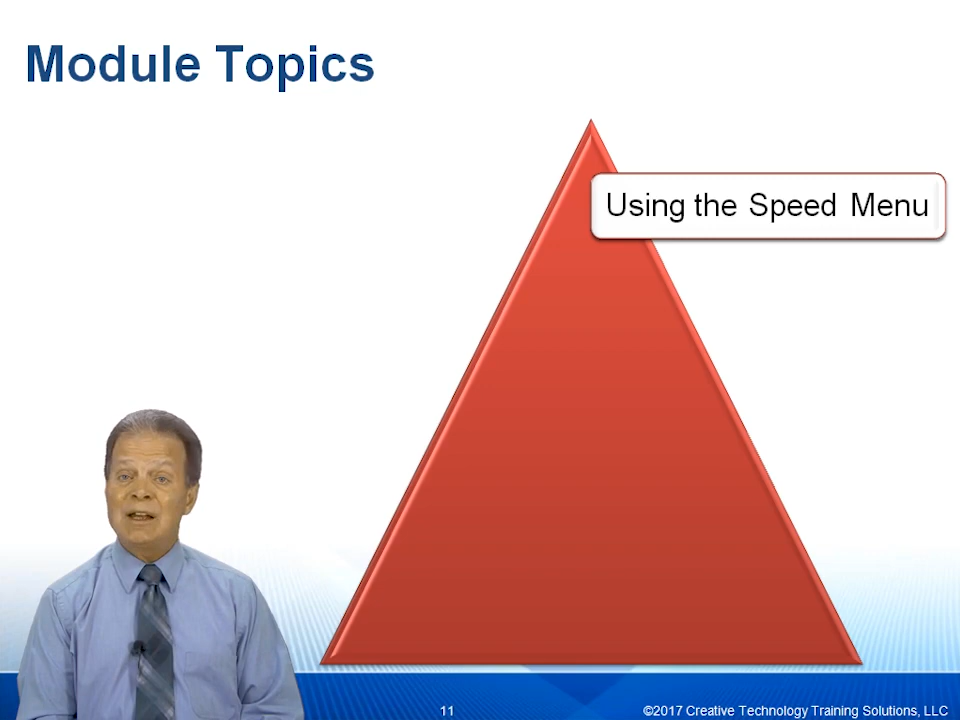 Module Topics
Using the Speed Menu
11
©2017 Creative Technology Training Solutions, LLC